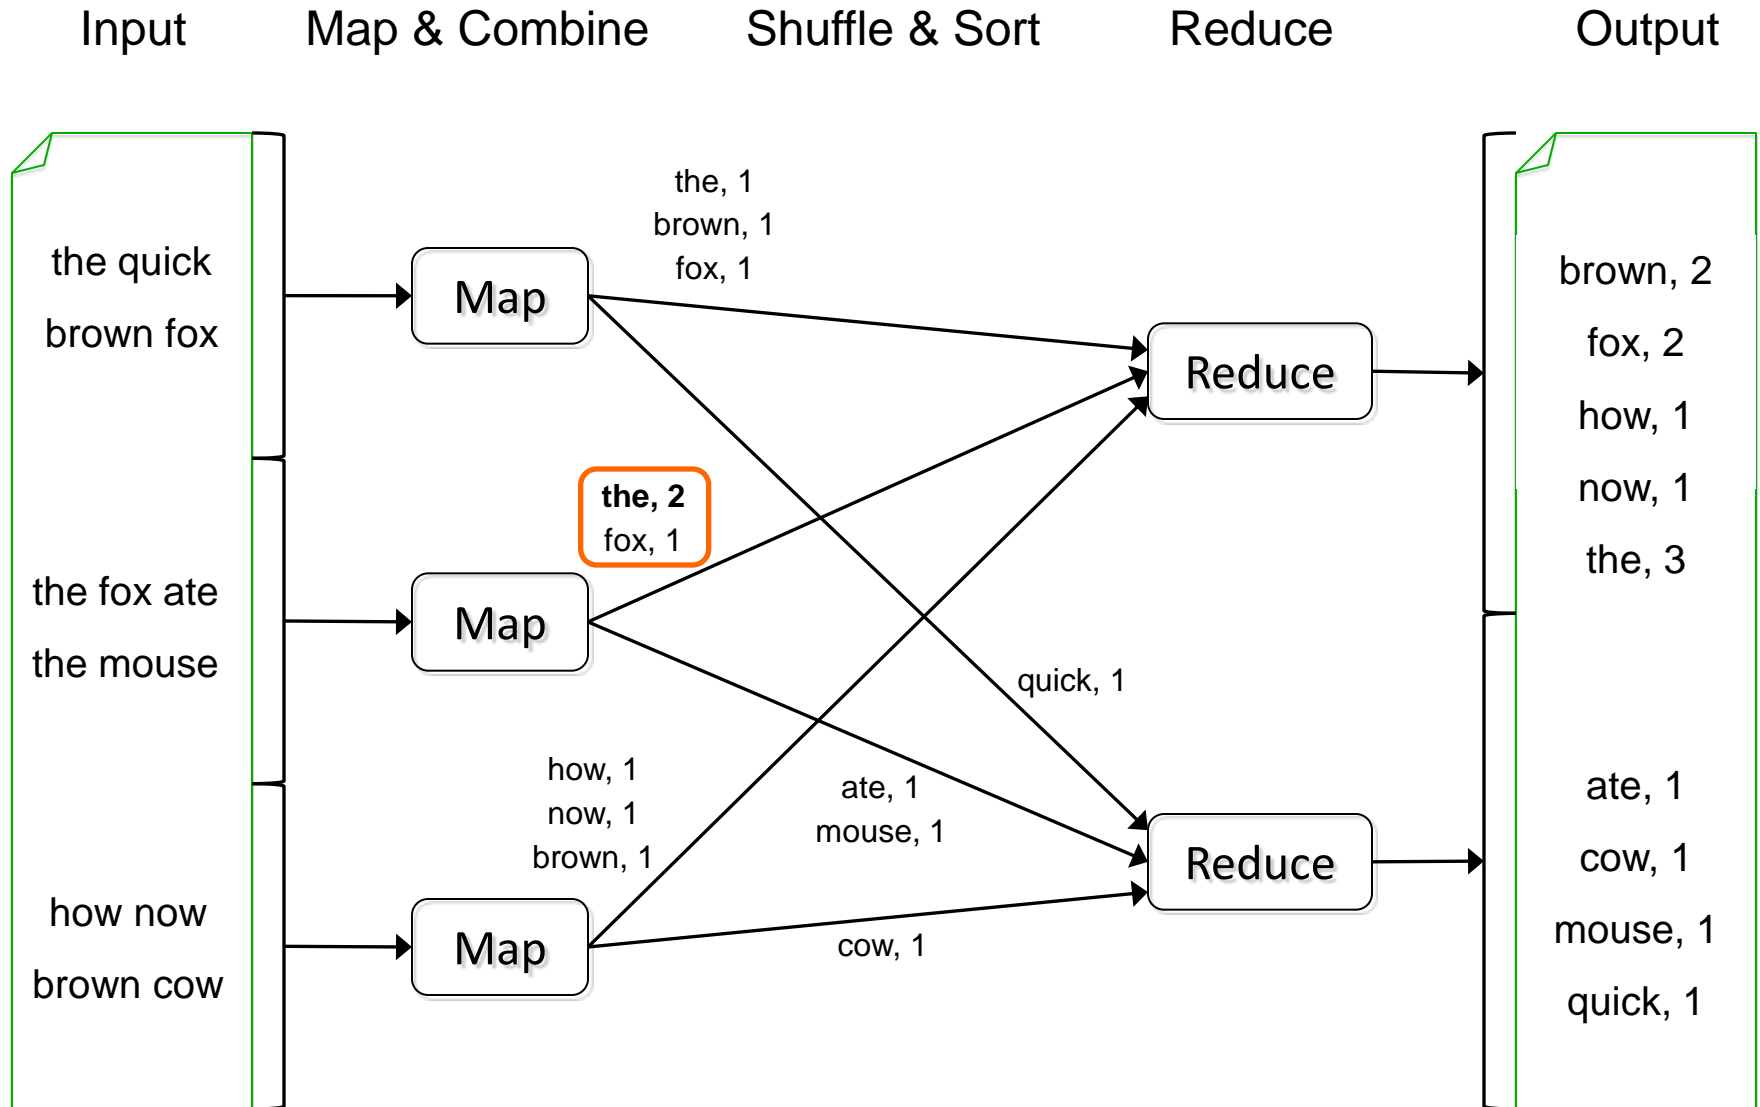 Input
Map & Combine
Shuffle & Sort
Reduce
Output
the quick
brown fox
the fox ate
the mouse
how now
brown cow
Map
Map
Map
the, 1
brown, 1
fox, 1
the, 2
fox, 1
how, 1
now, 1
brown, 1
quick, 1
ate, 1
mouse, 1
cow, 1
Reduce
Reduce
brown, 2
fox, 2
how, 1
now, 1
the, 3
ate, 1
cow, 1
mouse, 1
quick, 1